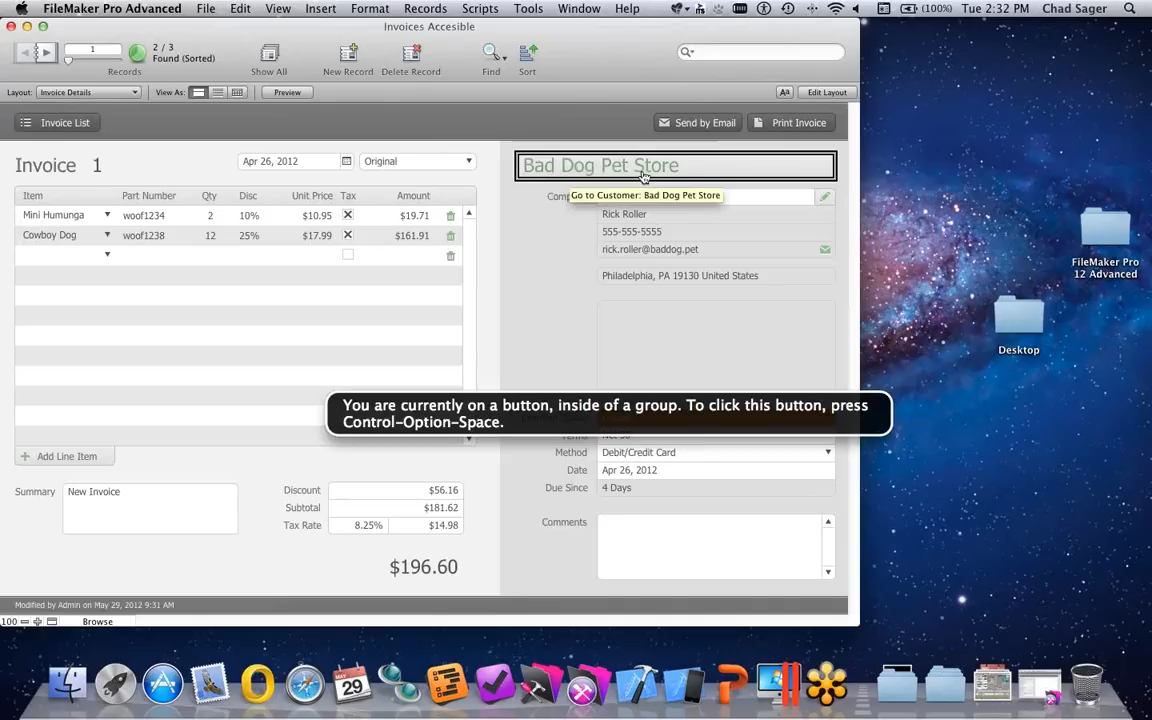 FileMaker Pro Advanced File Edit View Insert Format Records Scripts Tools Window Help (100%) Tue 2:32 PM Chad Sager
Invoices Accesible
1
2 / 3
Found (Sorted)
Records
Show All
New Record
Delete Record
Find
Sort
Layout: Invoice Details View As: Preview Aa Edit Layout
Invoice List
Send by Email
Print Invoice
Invoice 1
Apr 26, 2012
Original
Item Part Number Qty Disc Unit Price Tax Amount
Mini Humunga woof1234 2 10% $10.95 $19.71
Cowboy Dog woof1238 12 25% $17.99 $161.91
Add Line Item
Summary New Invoice
Discount $56.16
Subtotal $181.62
Tax Rate 8.25% $14.98
$196.60
Bad Dog Pet Store
Go to Customer: Bad Dog Pet Store
Rick Roller
555-555-5555
rick.roller@baddog.pet
Philadelphia, PA 19130 United States
You are currently on a button, inside of a group. To click this button, press
Control-Option-Space.
Method Debit/Credit Card
Date Apr 26, 2012
Due Since 4 Days
Comments
Modified by Admin on May 29, 2012 9:31 AM
100 Browse
FileMaker Pro
12 Advanced
Desktop
MAY
29